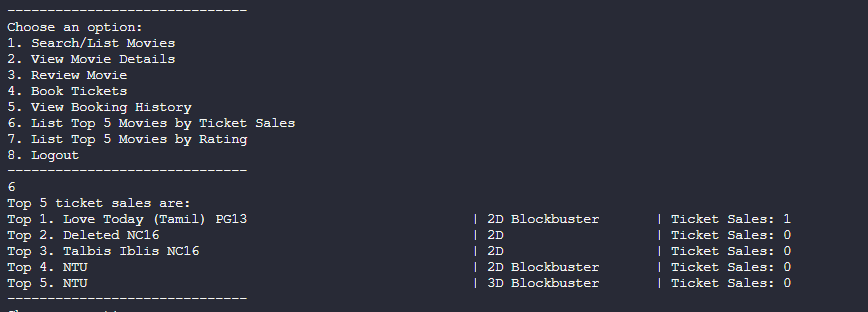 ------------------------------
Choose an option:
1. Search/List Movies
2. View Movie Details
3. Review Movie
4. Book Tickets
5. View Booking History
6. List Top 5 Movies by Ticket Sales
7. List Top 5 Movies by Rating
8. Logout
------------------------------
6
Top 5 ticket sales are:
Top 1. Love Today (Tamil) PG13 | 2D Blockbuster | Ticket Sales: 1
Top 2. Deleted NC16 | 2D | Ticket Sales: 0
Top 3. Talbis Iblis NC16 | 2D | Ticket Sales: 0
Top 4. NTU | 2D Blockbuster | Ticket Sales: 0
Top 5. NTU | 3D Blockbuster | Ticket Sales: 0
------------------------------